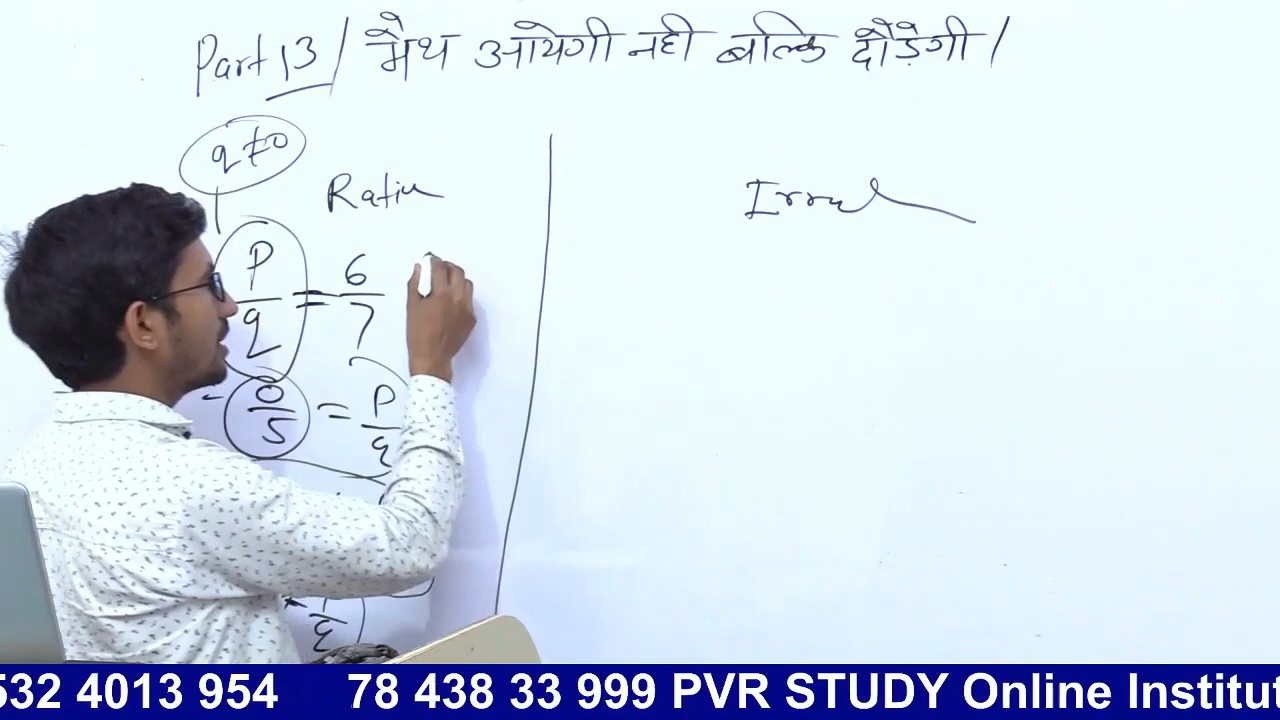 Part 13/ मैथ आयेगी नही बल्कि दौड़ेगी/
q≠0
p/q = 6/7
0/5 = p/q
532 4013 954 78 438 33 999 PVR STUDY Online Institut